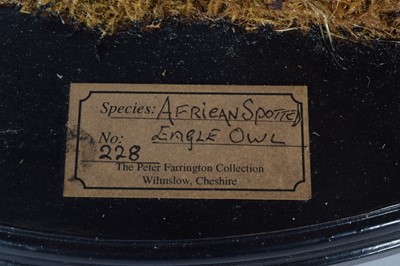 Species: AFRICAN SPOTTED
No: EAGLE OWL
228
The Peter Farrington Collection
Wilmslow, Cheshire